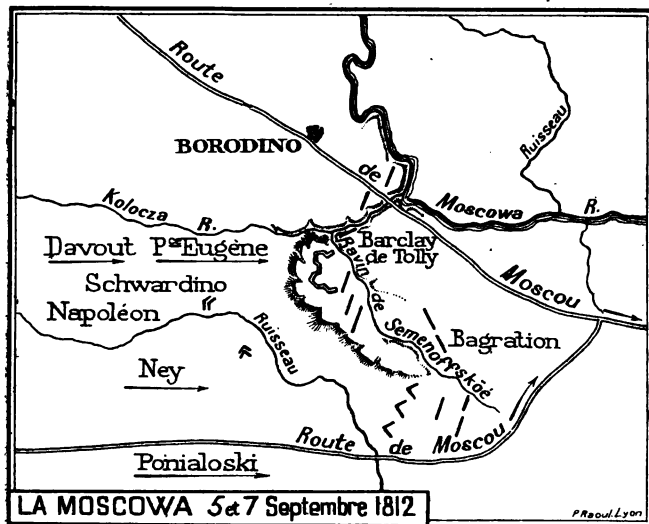 Route de Moscou
BORODINO
Ruisseau
Kolocza R.
Moscowa R.
Davout Pce Eugène
Barclay
de Tolly
Schwardino
Napoléon
Ravin de Semenoffskoé
Bagration
Ruisseau
Ney
Route de Moscou
Ponialoski
LA MOSCOWA 5 et 7 Septembre 1812
P Raoul. Lyon